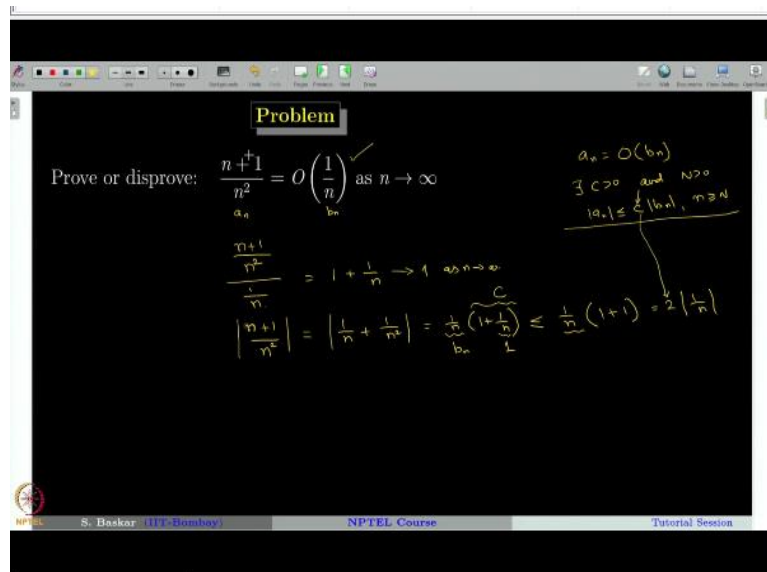 Problem
Prove or disprove: (n+1)/n² = O(1/n) as n → ∞ ✓
aₙ bₙ
aₙ = O(bₙ)
∃ C>0 and N>0
|aₙ| ≤ C |bₙ|, n ≥ N
((n+1)/n²)/(1/n) = 1 + 1/n → 1 as n→∞
|(n+1)/n²| = |1/n + 1/n²| = 1/n (1 + 1/n) ≤ 1/n (1+1) = 2 |1/n|
C
bₙ 1
NPTEL
S. Baskar (IIT-Bombay)
NPTEL Course
Tutorial Session